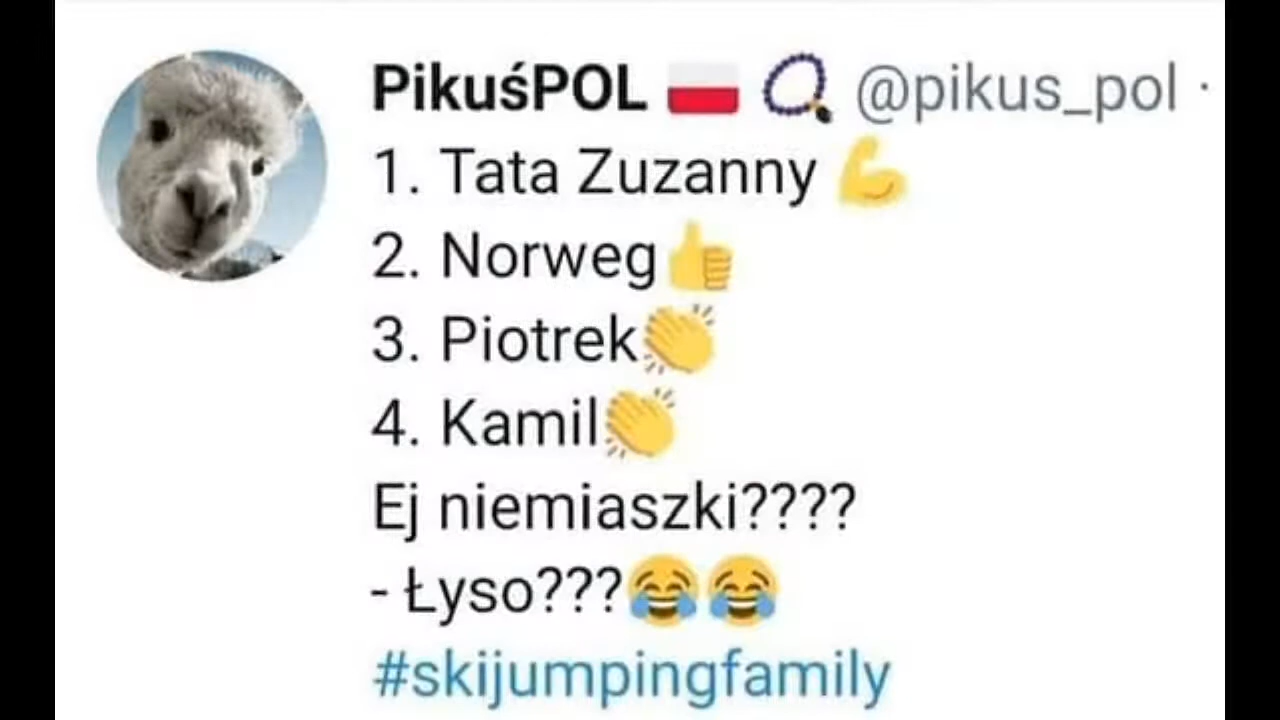 PikuśPOL 🇵🇱 📿 @pikus_pol ·
1. Tata Zuzanny 💪
2. Norweg👍
3. Piotrek👏
4. Kamil👏
Ej niemiaszki????
- Łyso???😂😂
#skijumpingfamily